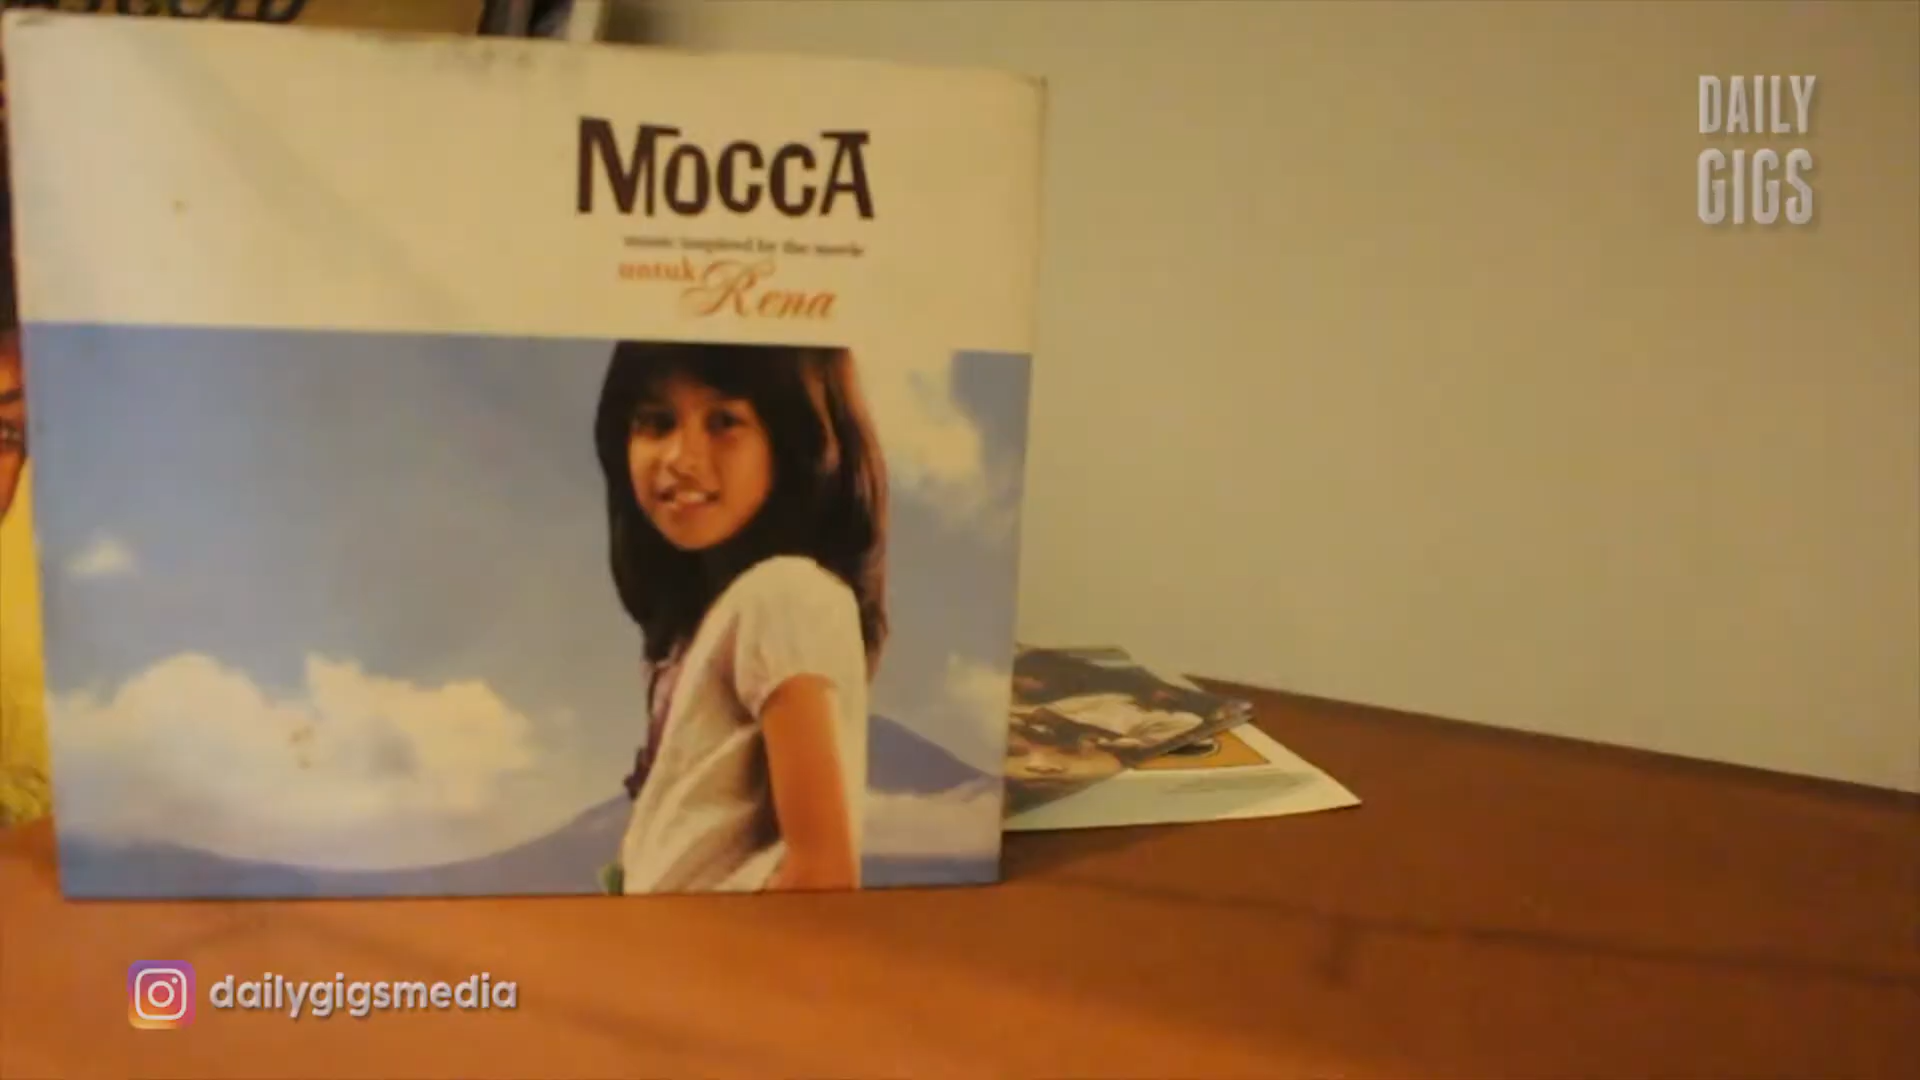 MoccA
music inspired by the movie
untuk Rena
DAILY
GIGS
dailygigsmedia